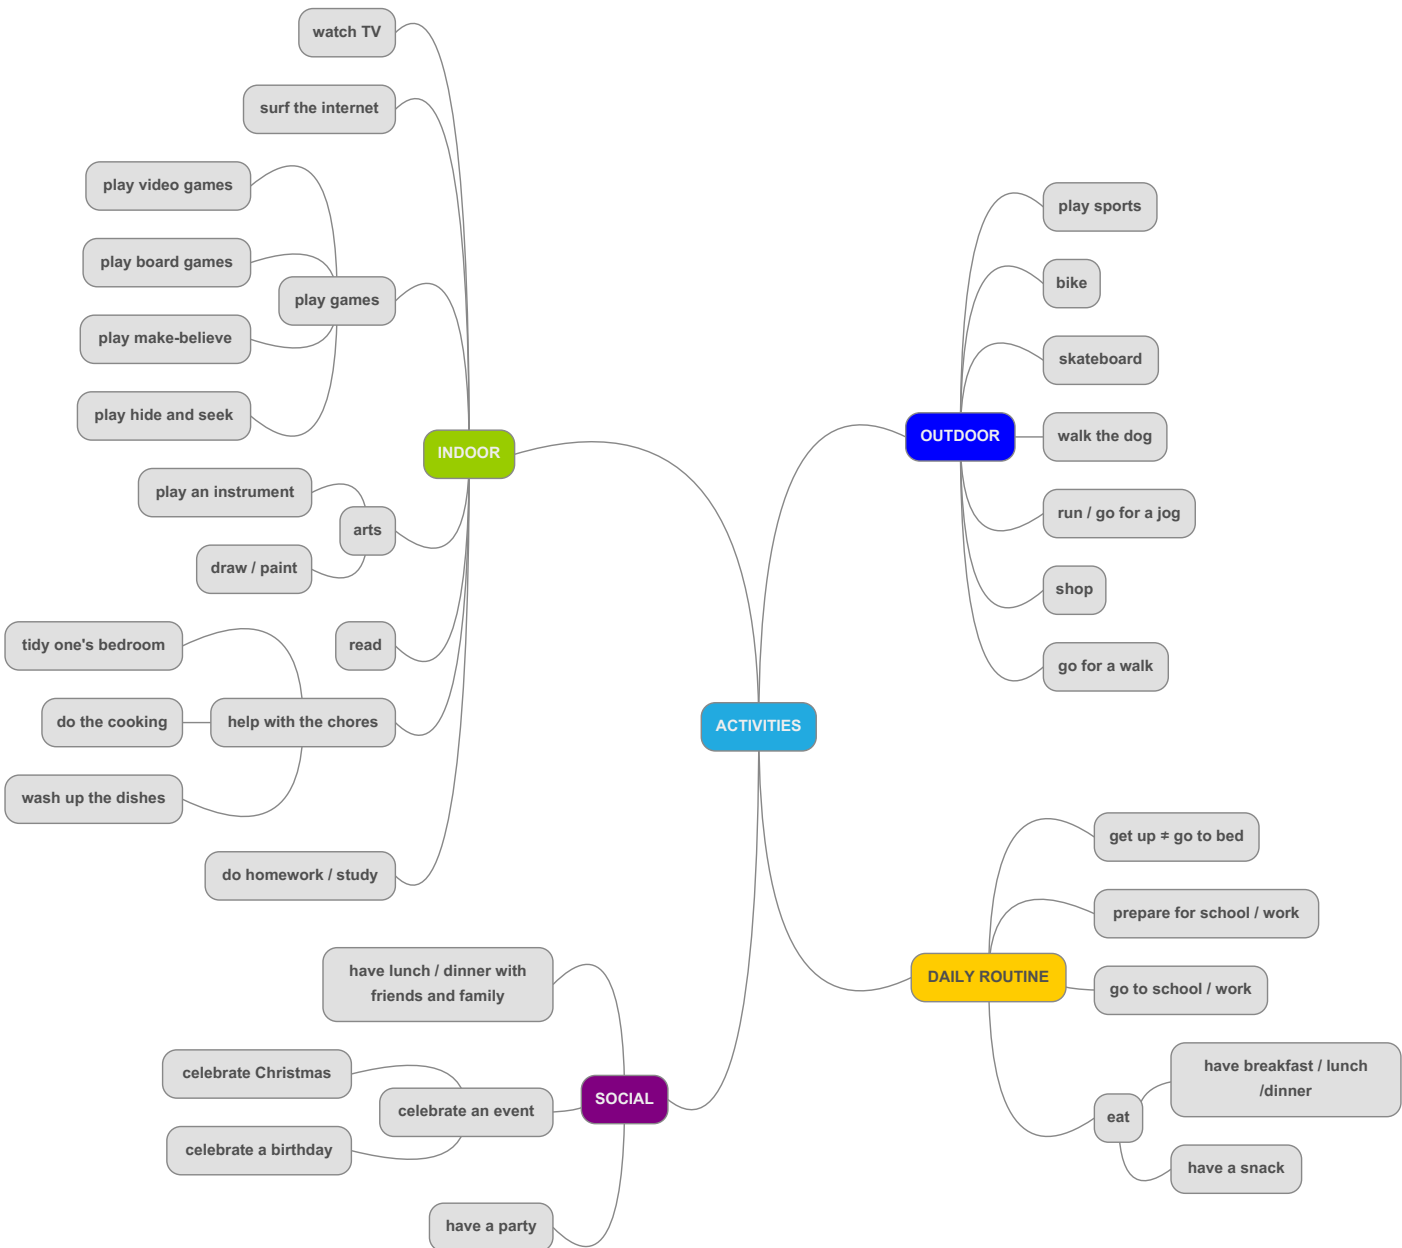 watch TV
surf the internet
play video games
play board games
play games
play make-believe
play hide and seek
INDOOR
play an instrument
arts
draw / paint
read
tidy one's bedroom
do the cooking
help with the chores
wash up the dishes
do homework / study
play sports
bike
skateboard
OUTDOOR
walk the dog
run / go for a jog
shop
go for a walk
ACTIVITIES
get up ≠ go to bed
prepare for school / work
DAILY ROUTINE
go to school / work
have breakfast / lunch
/dinner
eat
have a snack
have lunch / dinner with
friends and family
celebrate Christmas
SOCIAL
celebrate an event
celebrate a birthday
have a party